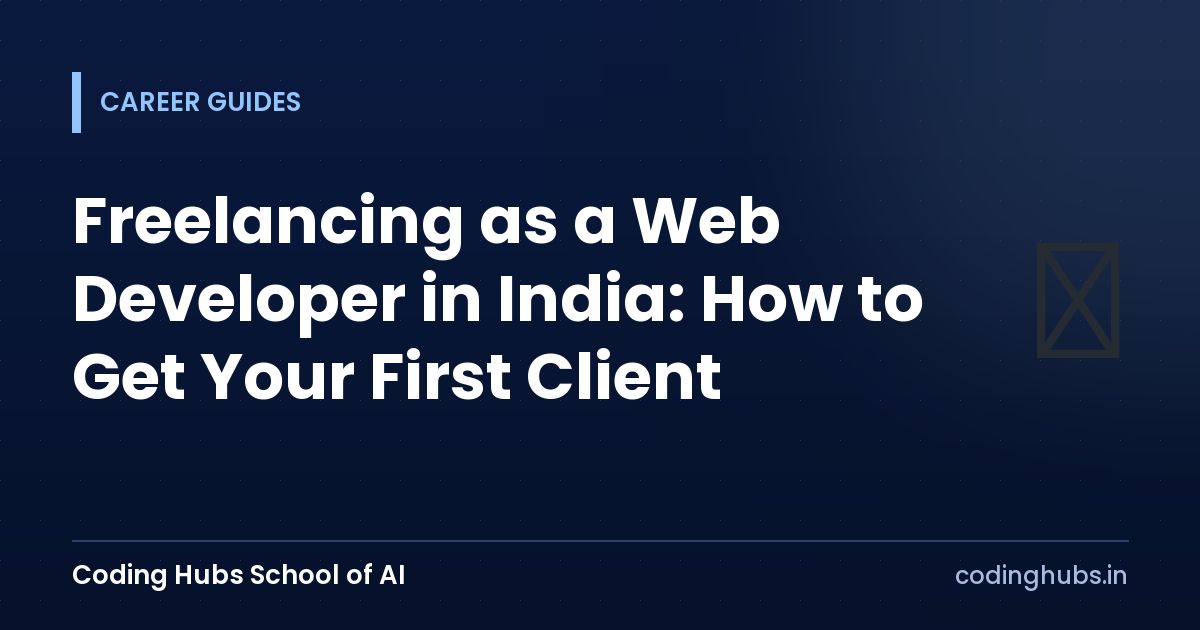 CAREER GUIDES
Freelancing as a Web
Developer in India: How to
Get Your First Client
Coding Hubs School of AI
codinghubs.in